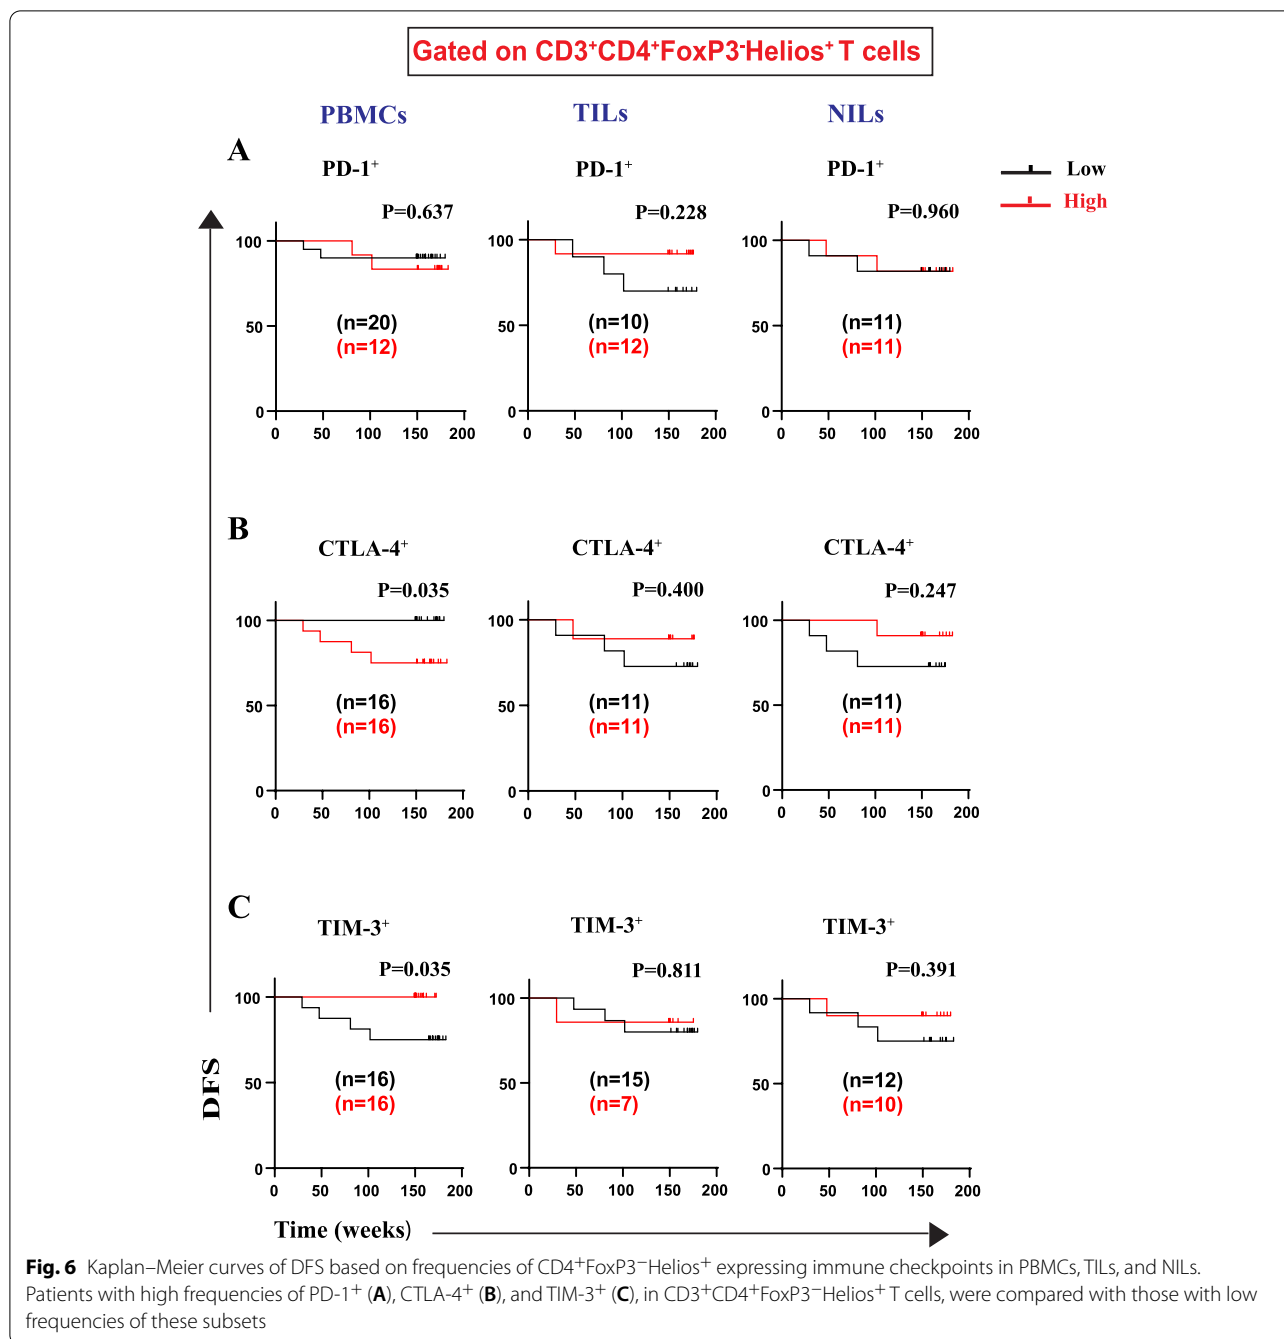 Gated on CD3⁺CD4⁺FoxP3⁻Helios⁺ T cells
PBMCs TILs NILs
A
PD-1⁺ PD-1⁺ PD-1⁺
Low
High
P=0.637 P=0.228 P=0.960
100 100 100
(n=20) (n=10) (n=11)
50 50 50
(n=12) (n=12) (n=11)
0 0 0
0 50 100 150 200 0 50 100 150 200 0 50 100 150 200
B
CTLA-4⁺ CTLA-4⁺ CTLA-4⁺
P=0.035 P=0.400 P=0.247
100 100 100
(n=16) (n=11) (n=11)
50 50 50
(n=16) (n=11) (n=11)
0 0 0
0 50 100 150 200 0 50 100 150 200 0 50 100 150 200
C
TIM-3⁺ TIM-3⁺ TIM-3⁺
P=0.035 P=0.811 P=0.391
100 100 100
(n=16) (n=15) (n=12)
50 50 50
(n=16) (n=7) (n=10)
0 0 0
0 50 100 150 200 0 50 100 150 200 0 50 100 150 200
DFS
Time (weeks)
Fig. 6 Kaplan–Meier curves of DFS based on frequencies of CD4⁺FoxP3⁻Helios⁺ expressing immune checkpoints in PBMCs, TILs, and NILs.
Patients with high frequencies of PD-1⁺ (A), CTLA-4⁺ (B), and TIM-3⁺ (C), in CD3⁺CD4⁺FoxP3⁻Helios⁺ T cells, were compared with those with low
frequencies of these subsets